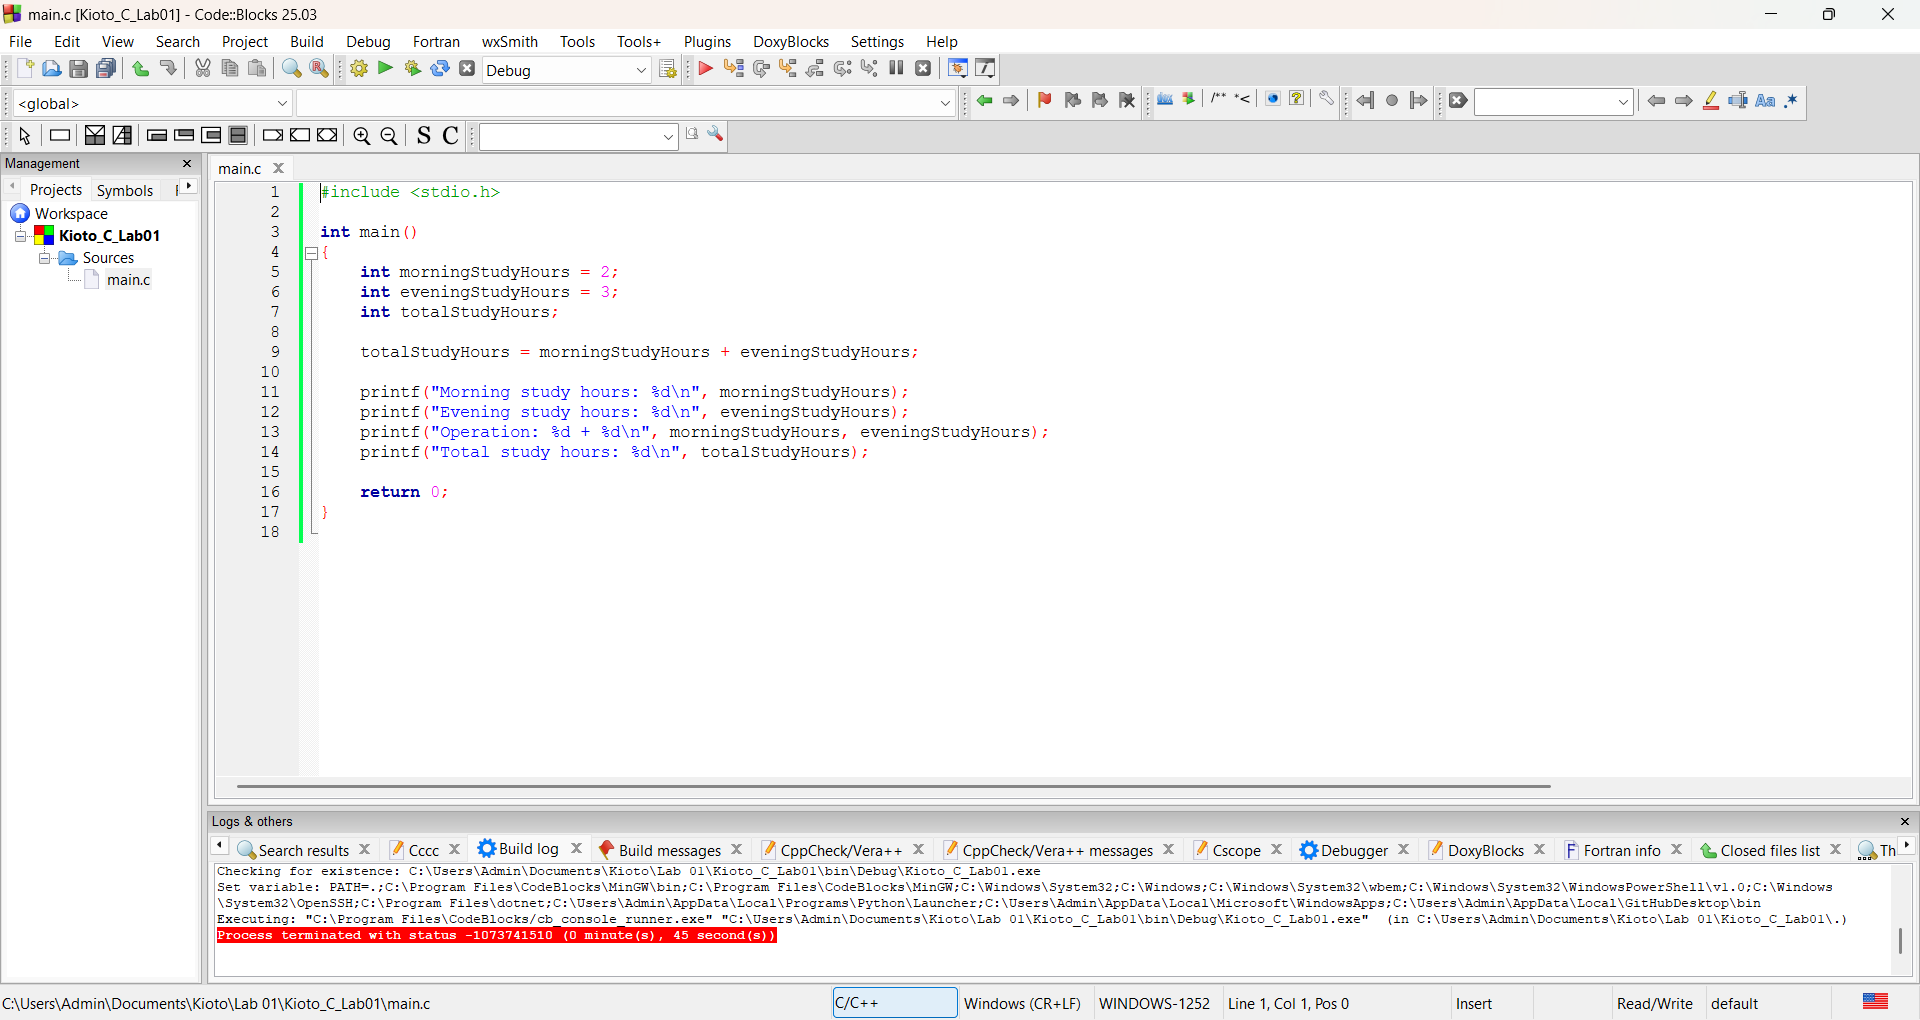 main.c [Kioto_C_Lab01] - Code::Blocks 25.03
File Edit View Search Project Build Debug Fortran wxSmith Tools Tools+ Plugins DoxyBlocks Settings Help
Debug
<global>
/** *<
Aa .*
S C
Management
Projects Symbols
Workspace
Kioto_C_Lab01
Sources
main.c
main.c
1 #include <stdio.h>
2
3 int main()
4 {
5 int morningStudyHours = 2;
6 int eveningStudyHours = 3;
7 int totalStudyHours;
8
9 totalStudyHours = morningStudyHours + eveningStudyHours;
10
11 printf("Morning study hours: %d\n", morningStudyHours);
12 printf("Evening study hours: %d\n", eveningStudyHours);
13 printf("Operation: %d + %d\n", morningStudyHours, eveningStudyHours);
14 printf("Total study hours: %d\n", totalStudyHours);
15
16 return 0;
17 }
18
Logs & others
Search results Cccc Build log Build messages CppCheck/Vera++ CppCheck/Vera++ messages Cscope Debugger DoxyBlocks Fortran info Closed files list Th
Checking for existence: C:\Users\Admin\Documents\Kioto\Lab 01\Kioto_C_Lab01\bin\Debug\Kioto_C_Lab01.exe
Set variable: PATH=.;C:\Program Files\CodeBlocks\MinGW\bin;C:\Program Files\CodeBlocks\MinGW;C:\Windows\System32;C:\Windows;C:\Windows\System32\wbem;C:\Windows\System32\WindowsPowerShell\v1.0;C:\Windows
\System32\OpenSSH;C:\Program Files\dotnet;C:\Users\Admin\AppData\Local\Programs\Python\Launcher;C:\Users\Admin\AppData\Local\Microsoft\WindowsApps;C:\Users\Admin\AppData\Local\GitHubDesktop\bin
Executing: "C:\Program Files\CodeBlocks/cb_console_runner.exe" "C:\Users\Admin\Documents\Kioto\Lab 01\Kioto_C_Lab01\bin\Debug\Kioto_C_Lab01.exe" (in C:\Users\Admin\Documents\Kioto\Lab 01\Kioto_C_Lab01\.)
Process terminated with status -1073741510 (0 minute(s), 45 second(s))
C:\Users\Admin\Documents\Kioto\Lab 01\Kioto_C_Lab01\main.c C/C++ Windows (CR+LF) WINDOWS-1252 Line 1, Col 1, Pos 0 Insert Read/Write default